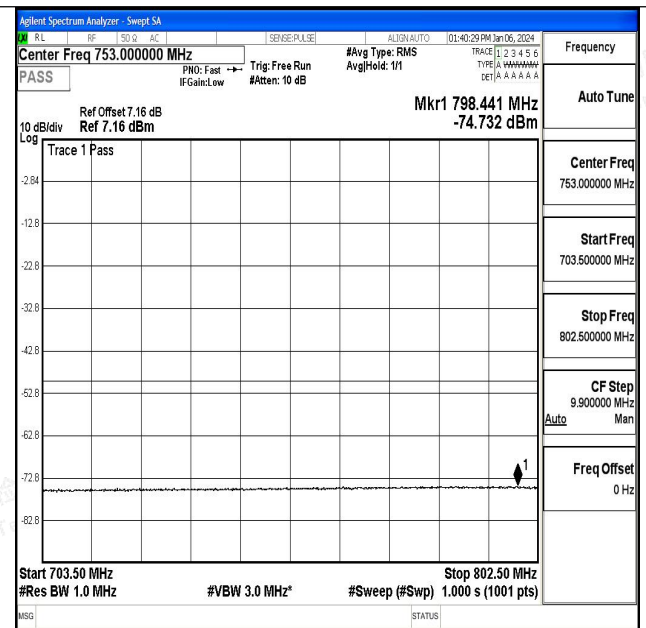 Agilent Spectrum Analyzer - Swept SA
LXI RL RF 50 Ω AC SENSE:PULSE ALIGN AUTO 01:40:29 PM Jan 06, 2024
Center Freq 753.000000 MHz
PASS
PNO: Fast
IFGain:Low
Trig: Free Run
#Atten: 10 dB
#Avg Type: RMS
Avg|Hold: 1/1
TRACE 1 2 3 4 5 6
TYPE A WWWWW
DET A A A A A A
Mkr1 798.441 MHz
-74.732 dBm
Ref Offset 7.16 dB
10 dB/div Ref 7.16 dBm
Log
Trace 1 Pass
-2.84
-12.8
-22.8
-32.8
-42.8
-52.8
-62.8
-72.8
-82.8
1
Start 703.50 MHz Stop 802.50 MHz
#Res BW 1.0 MHz #VBW 3.0 MHz* #Sweep (#Swp) 1.000 s (1001 pts)
MSG STATUS
Frequency
Auto Tune
Center Freq
753.000000 MHz
Start Freq
703.500000 MHz
Stop Freq
802.500000 MHz
CF Step
9.900000 MHz
Auto Man
Freq Offset
0 Hz